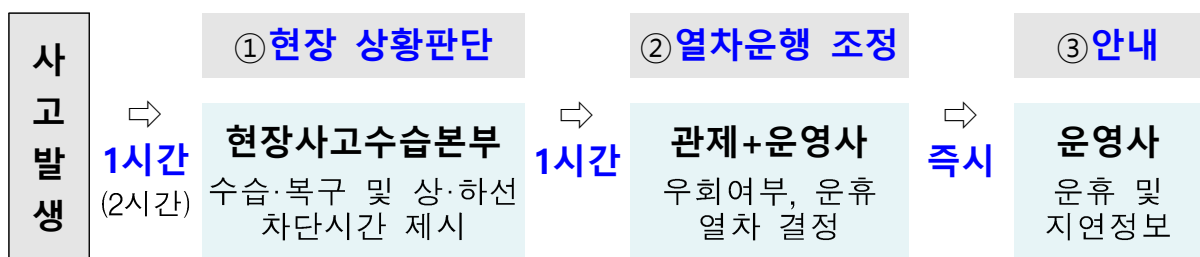 사고발생
⇨
1시간
(2시간)
①현장 상황판단
현장사고수습본부
수습·복구 및 상·하선
차단시간 제시
⇨
1시간
②열차운행 조정
관제+운영사
우회여부, 운휴
열차 결정
⇨
즉시
③안내
운영사
운휴 및
지연정보